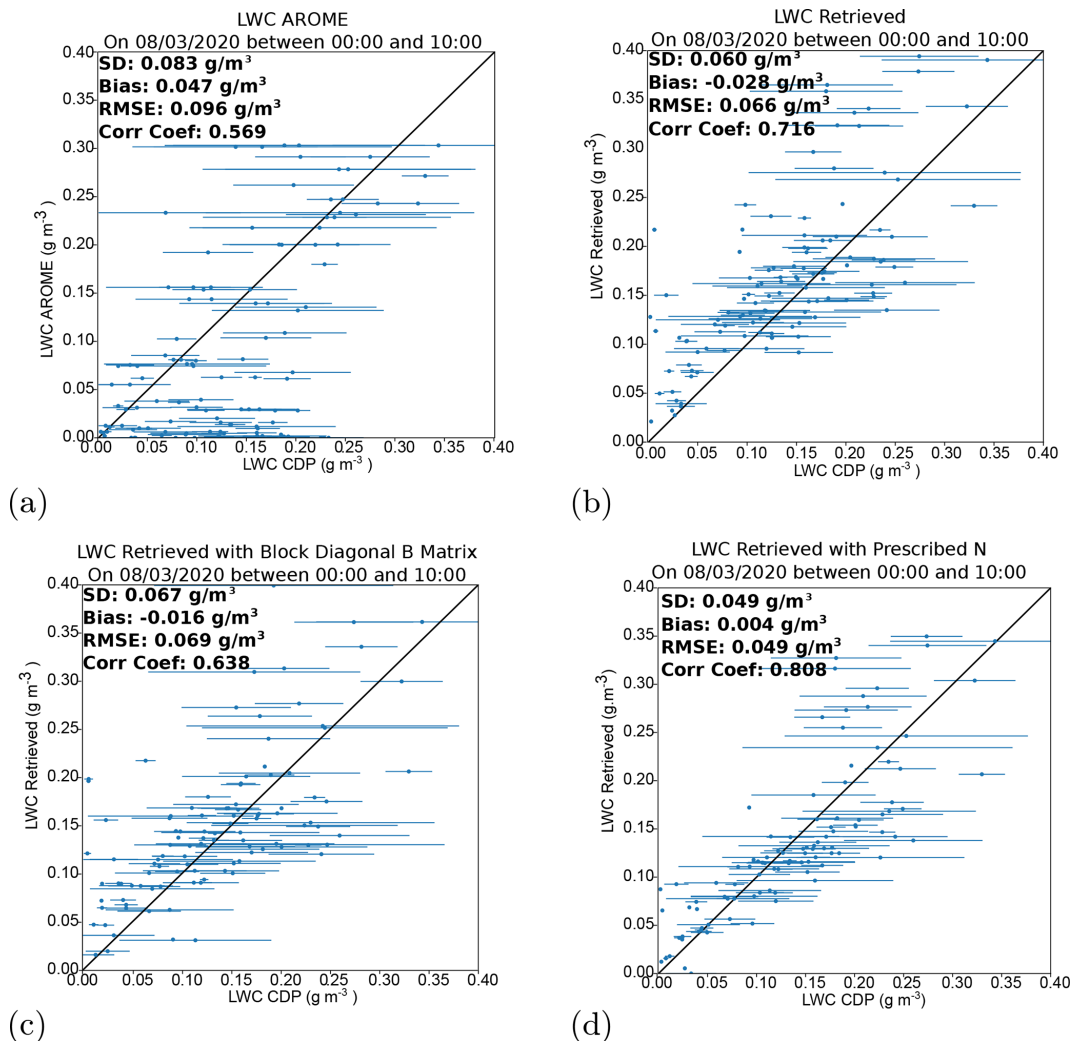 LWC AROME
On 08/03/2020 between 00:00 and 10:00
SD: 0.083 g/m³
Bias: 0.047 g/m³
RMSE: 0.096 g/m³
Corr Coef: 0.569
0.40
0.35
0.30
0.25
0.20
0.15
0.10
0.05
0.00
LWC AROME (g m⁻³ )
0.00 0.05 0.10 0.15 0.20 0.25 0.30 0.35 0.40
LWC CDP (g m⁻³ )
(a)
LWC Retrieved
On 08/03/2020 between 00:00 and 10:00
SD: 0.060 g/m³
Bias: -0.028 g/m³
RMSE: 0.066 g/m³
Corr Coef: 0.716
0.40
0.35
0.30
0.25
0.20
0.15
0.10
0.05
0.00
LWC Retrieved (g m⁻³ )
0.00 0.05 0.10 0.15 0.20 0.25 0.30 0.35 0.40
LWC CDP (g m⁻³ )
(b)
LWC Retrieved with Block Diagonal B Matrix
On 08/03/2020 between 00:00 and 10:00
SD: 0.067 g/m³
Bias: -0.016 g/m³
RMSE: 0.069 g/m³
Corr Coef: 0.638
0.40
0.35
0.30
0.25
0.20
0.15
0.10
0.05
0.00
LWC Retrieved (g m⁻³ )
0.00 0.05 0.10 0.15 0.20 0.25 0.30 0.35 0.40
LWC CDP (g m⁻³ )
(c)
LWC Retrieved with Prescribed N
On 08/03/2020 between 00:00 and 10:00
SD: 0.049 g/m³
Bias: 0.004 g/m³
RMSE: 0.049 g/m³
Corr Coef: 0.808
0.40
0.35
0.30
0.25
0.20
0.15
0.10
0.05
0.00
LWC Retrieved (g.m⁻³)
0.00 0.05 0.10 0.15 0.20 0.25 0.30 0.35 0.40
LWC CDP (g m⁻³)
(d)